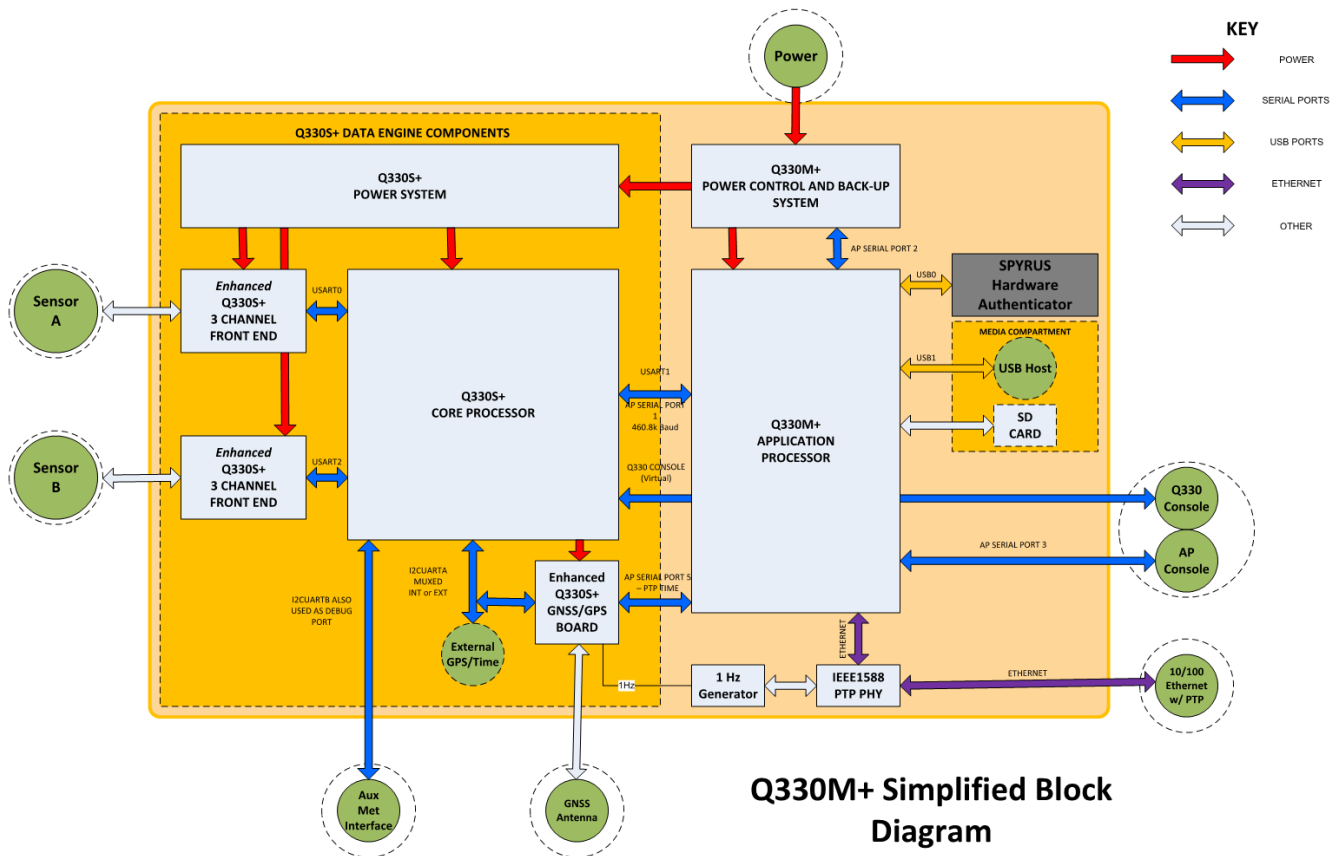 KEY
POWER
SERIAL PORTS
USB PORTS
ETHERNET
OTHER
Power
Q330S+ DATA ENGINE COMPONENTS
Q330S+
POWER SYSTEM
Q330M+
POWER CONTROL AND BACK-UP
SYSTEM
AP SERIAL PORT 2
Sensor
A
Enhanced
Q330S+
3 CHANNEL
FRONT END
USART0
Q330S+
CORE PROCESSOR
USART1
AP SERIAL PORT
1
460.8k Baud
Q330M+
APPLICATION
PROCESSOR
USB0
SPYRUS
Hardware
Authenticator
MEDIA COMPARTMENT
USB1
USB Host
SD
CARD
Sensor
B
Enhanced
Q330S+
3 CHANNEL
FRONT END
USART2
Q330 CONSOLE
(Virtual)
Q330
Console
AP SERIAL PORT 3
AP
Console
I2CUARTB ALSO
USED AS DEBUG
PORT
I2CUARTA
MUXED
INT or EXT
External
GPS/Time
Enhanced
Q330S+
GNSS/GPS
BOARD
AP SERIAL PORT 5
– PTP TIME
ETHERNET
1Hz
1 Hz
Generator
IEEE1588
PTP PHY
ETHERNET
10/100
Ethernet
w/ PTP
Aux
Met
Interface
GNSS
Antenna
Q330M+ Simplified Block
Diagram